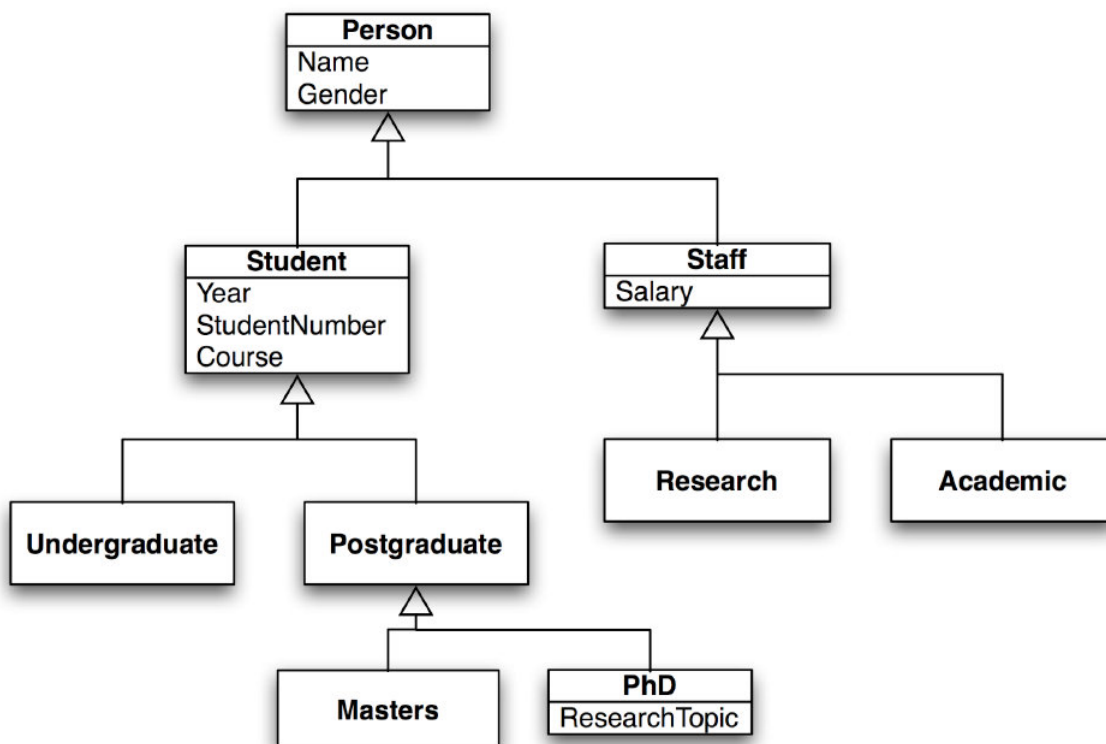 Person
Name
Gender
Student
Year
StudentNumber
Course
Staff
Salary
Research
Academic
Undergraduate
Postgraduate
Masters
PhD
ResearchTopic